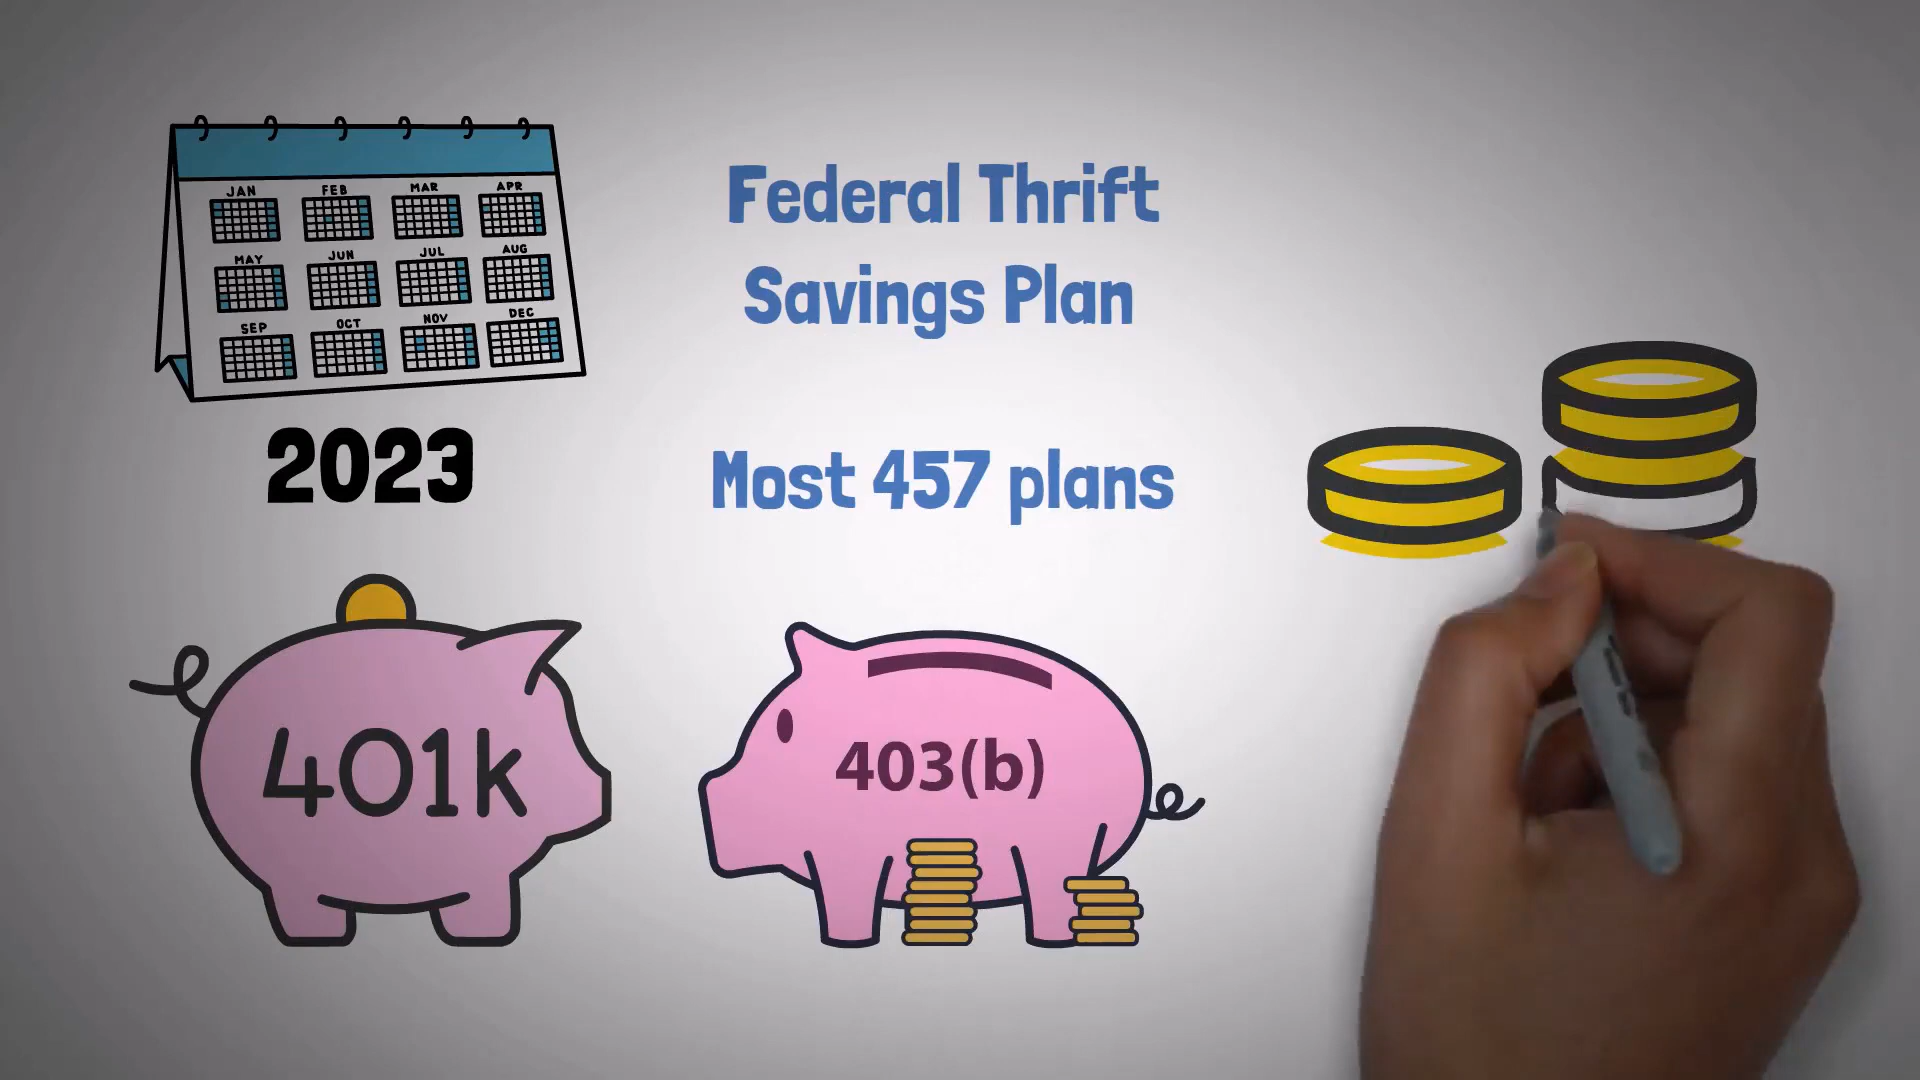 JAN FEB MAR APR
MAY JUN JUL AUG
SEP OCT NOV DEC
2023
Federal Thrift
Savings Plan
Most 457 plans
401k
403(b)